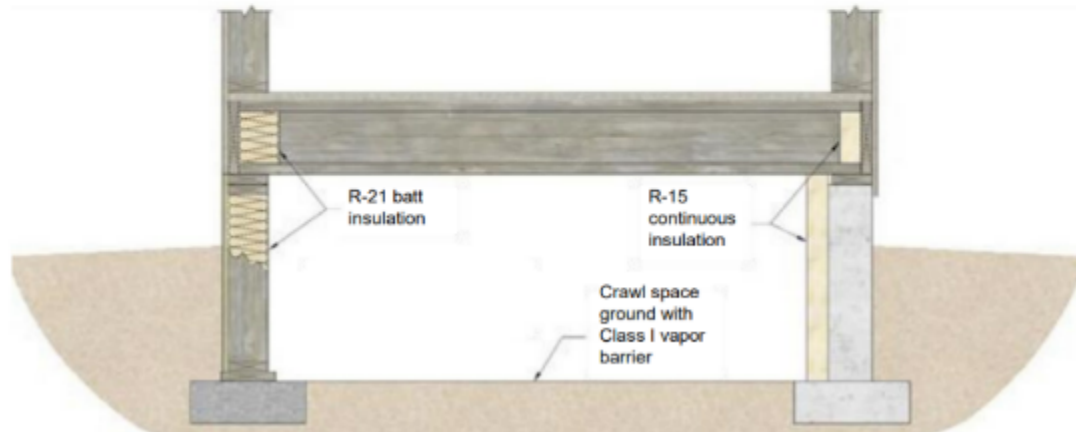 R-21 batt
insulation
R-15
continuous
insulation
Crawl space
ground with
Class I vapor
barrier